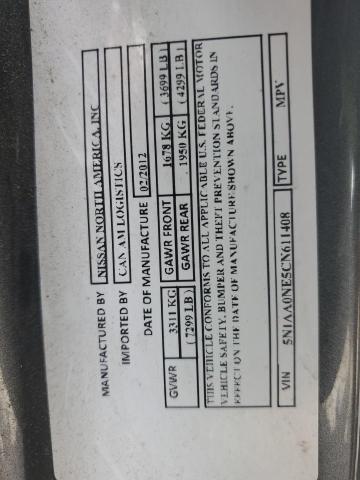 MANUFACTURED BY NISSAN NORTH AMERICA, INC
IMPORTED BY CAN AM LOGISTICS
DATE OF MANUFACTURE 02/2012
GVWR 3311 KG GAWR FRONT 1678 KG (3699 LB)
(7299 LB) GAWR REAR 1950 KG (4299 LB)
THIS VEHICLE CONFORMS TO ALL APPLICABLE U.S. FEDERAL MOTOR
VEHICLE SAFETY, BUMPER AND THEFT PREVENTION STANDARDS IN
EFFECT ON THE DATE OF MANUFACTURE SHOWN ABOVE.
VIN 5N1AA0NE5CN611408 TYPE MPV